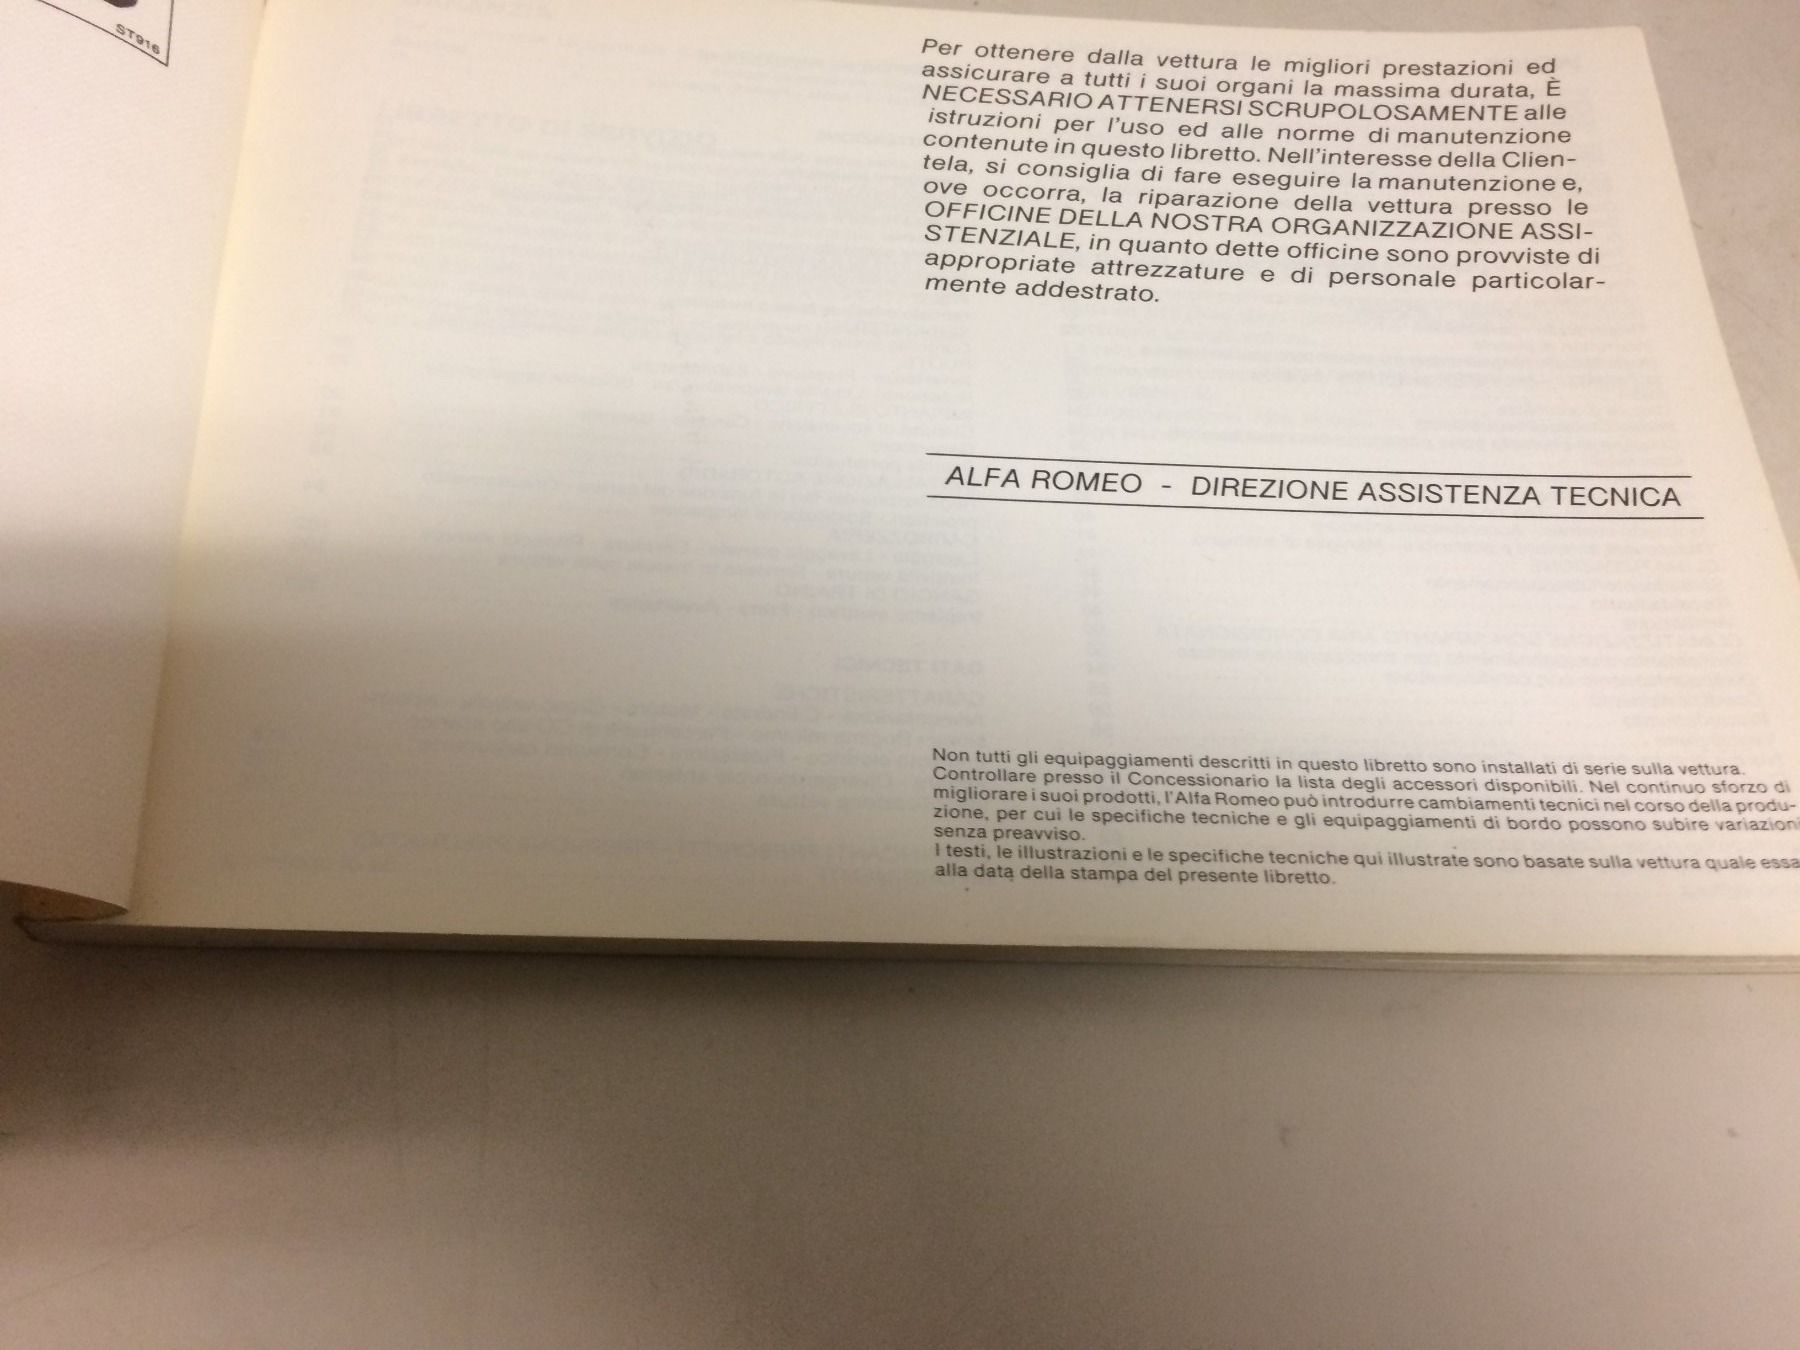 ST916
Per ottenere dalla vettura le migliori prestazioni ed
assicurare a tutti i suoi organi la massima durata, È
NECESSARIO ATTENERSI SCRUPOLOSAMENTE alle
istruzioni per l'uso ed alle norme di manutenzione
contenute in questo libretto. Nell'interesse della Clien-
tela, si consiglia di fare eseguire la manutenzione e,
ove occorra, la riparazione della vettura presso le
OFFICINE DELLA NOSTRA ORGANIZZAZIONE ASSI-
STENZIALE, in quanto dette officine sono provviste di
appropriate attrezzature e di personale particolar-
mente addestrato.
ALFA ROMEO - DIREZIONE ASSISTENZA TECNICA
Non tutti gli equipaggiamenti descritti in questo libretto sono installati di serie sulla vettura.
Controllare presso il Concessionario la lista degli accessori disponibili. Nel continuo sforzo di
migliorare i suoi prodotti, l'Alfa Romeo può introdurre cambiamenti tecnici nel corso della produ-
zione, per cui le specifiche tecniche e gli equipaggiamenti di bordo possono subire variazioni
senza preavviso.
I testi, le illustrazioni e le specifiche tecniche qui illustrate sono basate sulla vettura quale essa
alla data della stampa del presente libretto.